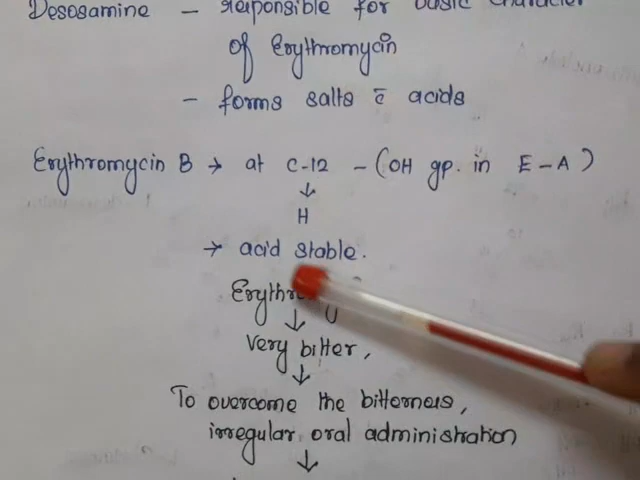 Desosamine – responsible for basic character
of Erythromycin
– forms salts c̄ acids
Erythromycin B → at C-12 – (OH gp. in E-A)
↓
H
→ acid stable.
↓
Very bitter,
↓
To overcome the bitterness,
irregular oral administration
↓